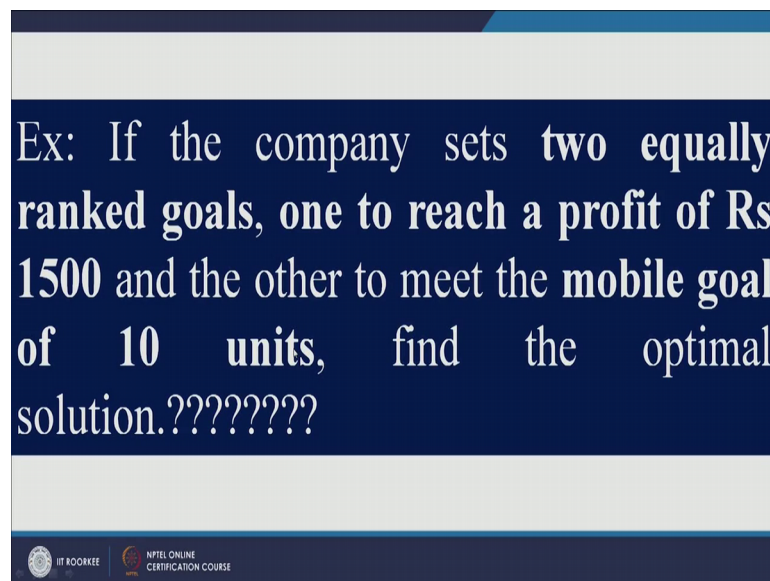 Ex: If the company sets two equally
ranked goals, one to reach a profit of Rs
1500 and the other to meet the mobile goal
of 10 units, find the optimal
solution.????????
IIT ROORKEE
NPTEL ONLINE
CERTIFICATION COURSE